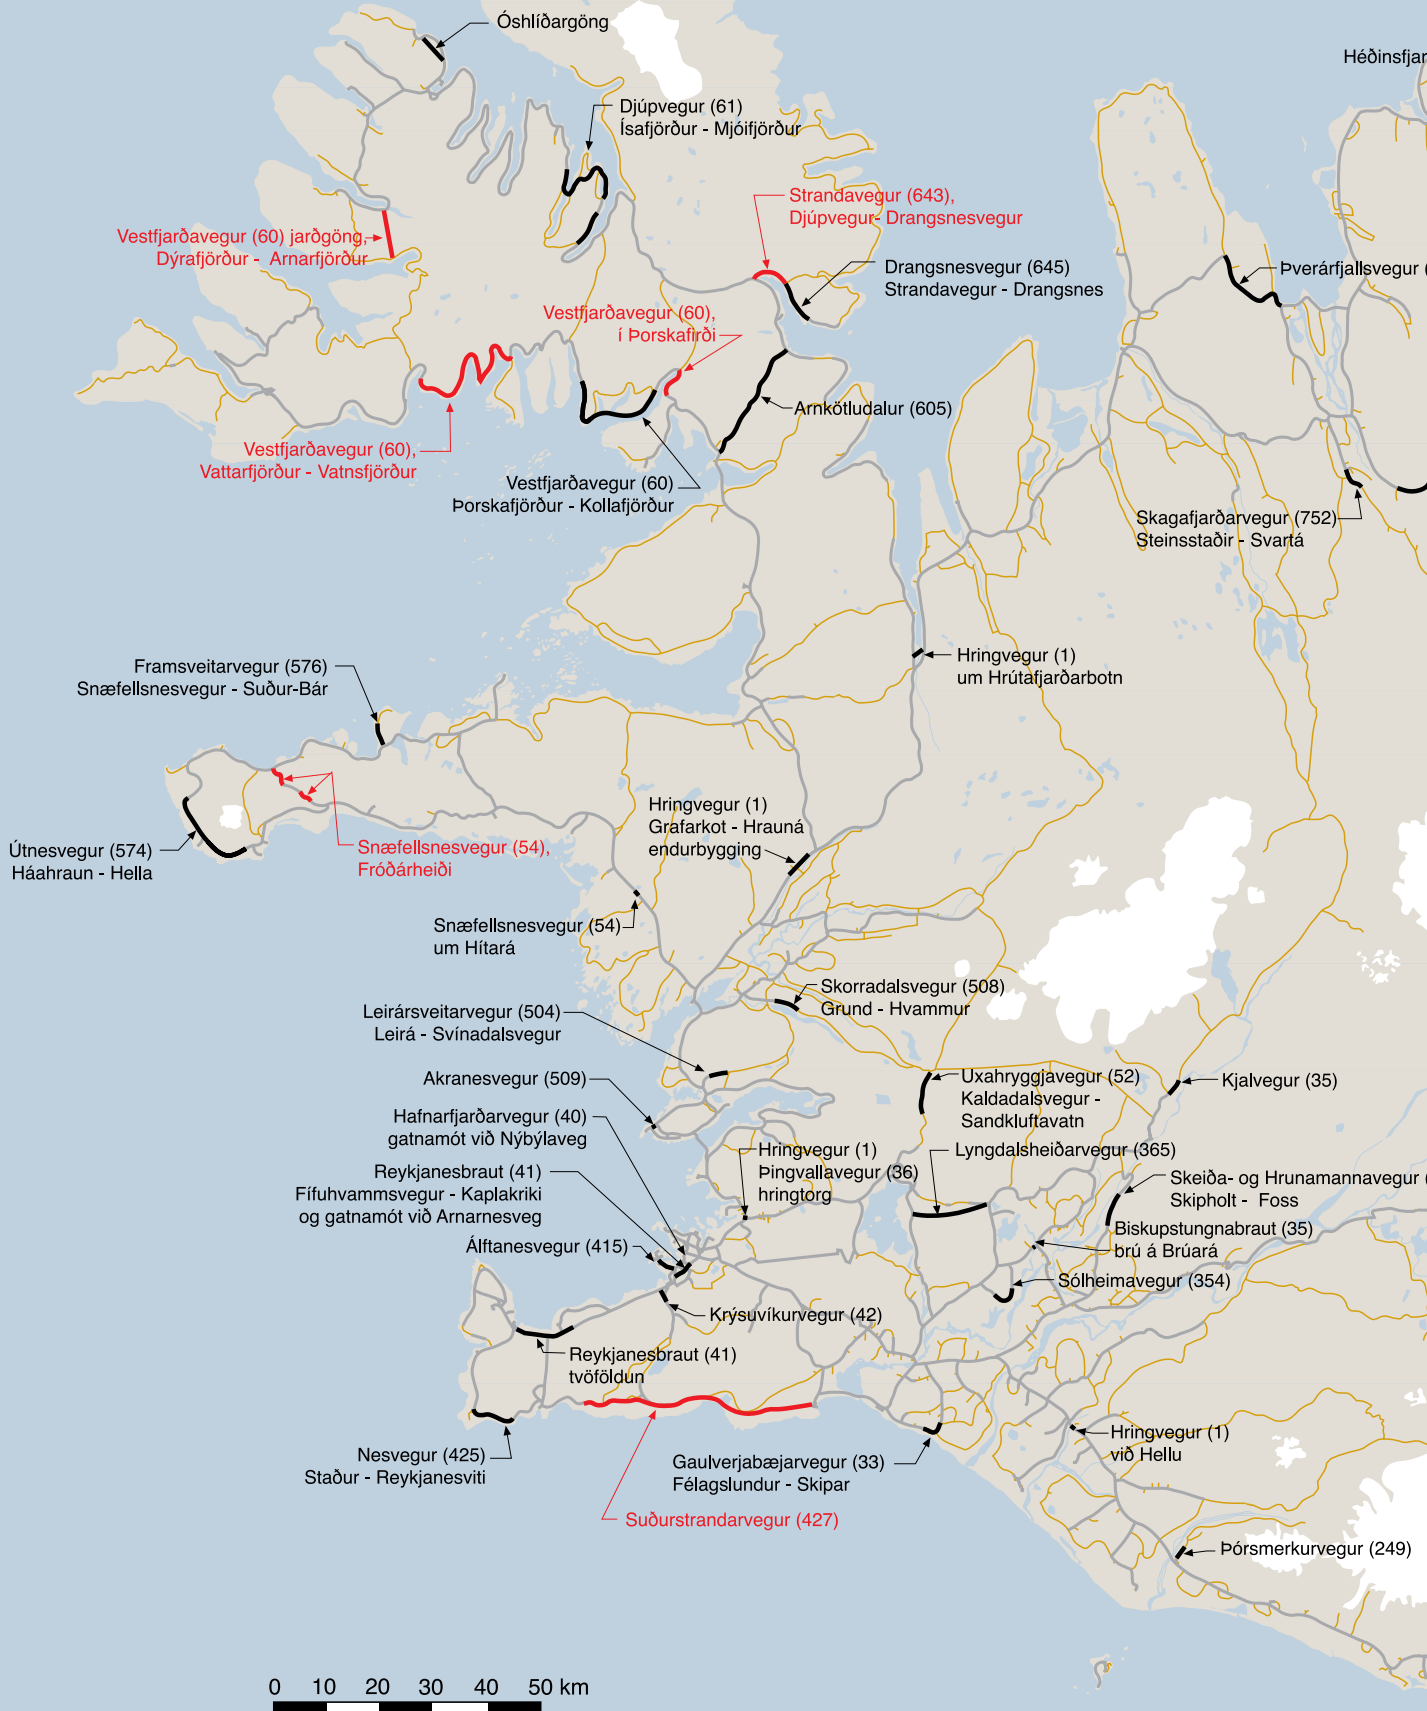 Óshlíðargöng
Héðinsfjar
Djúpvegur (61)
Ísafjörður - Mjóifjörður
Strandavegur (643),
Djúpvegur- Drangsnesvegur
Vestfjarðavegur (60) jarðgöng,
Dýrafjörður - Arnarfjörður
Drangsnesvegur (645)
Strandavegur - Drangsnes
Þverárfjallsvegur (
Vestfjarðavegur (60),
í Þorskafirði
Arnkötludalur (605)
Vestfjarðavegur (60),
Vattarfjörður - Vatnsfjörður
Vestfjarðavegur (60)
Þorskafjörður - Kollafjörður
Skagafjarðarvegur (752)
Steinsstaðir - Svartá
Framsveitarvegur (576)
Snæfellsnesvegur - Suður-Bár
Hringvegur (1)
um Hrútafjarðarbotn
Hringvegur (1)
Grafarkot - Hrauná
endurbygging
Útnesvegur (574)
Háahraun - Hella
Snæfellsnesvegur (54),
Fróðárheiði
Snæfellsnesvegur (54)
um Hítará
Skorradalsvegur (508)
Grund - Hvammur
Leirársveitarvegur (504)
Leirá - Svínadalsvegur
Akranesvegur (509)
Uxahryggjavegur (52)
Kaldadalsvegur -
Sandkluftavatn
Kjalvegur (35)
Hafnarfjarðarvegur (40)
gatnamót við Nýbýlaveg
Hringvegur (1)
Þingvallavegur (36)
hringtorg
Lyngdalsheiðarvegur (365)
Reykjanesbraut (41)
Fífuhvammsvegur - Kaplakriki
og gatnamót við Arnarnesveg
Skeiða- og Hrunamannavegur (
Skipholt - Foss
Biskupstungnabraut (35)
brú á Brúará
Álftanesvegur (415)
Sólheimavegur (354)
Krýsuvíkurvegur (42)
Reykjanesbraut (41)
tvöföldun
Nesvegur (425)
Staður - Reykjanesviti
Gaulverjabæjarvegur (33)
Félagslundur - Skipar
Hringvegur (1)
við Hellu
Suðurstrandarvegur (427)
Þórsmerkurvegur (249)
0 10 20 30 40 50 km